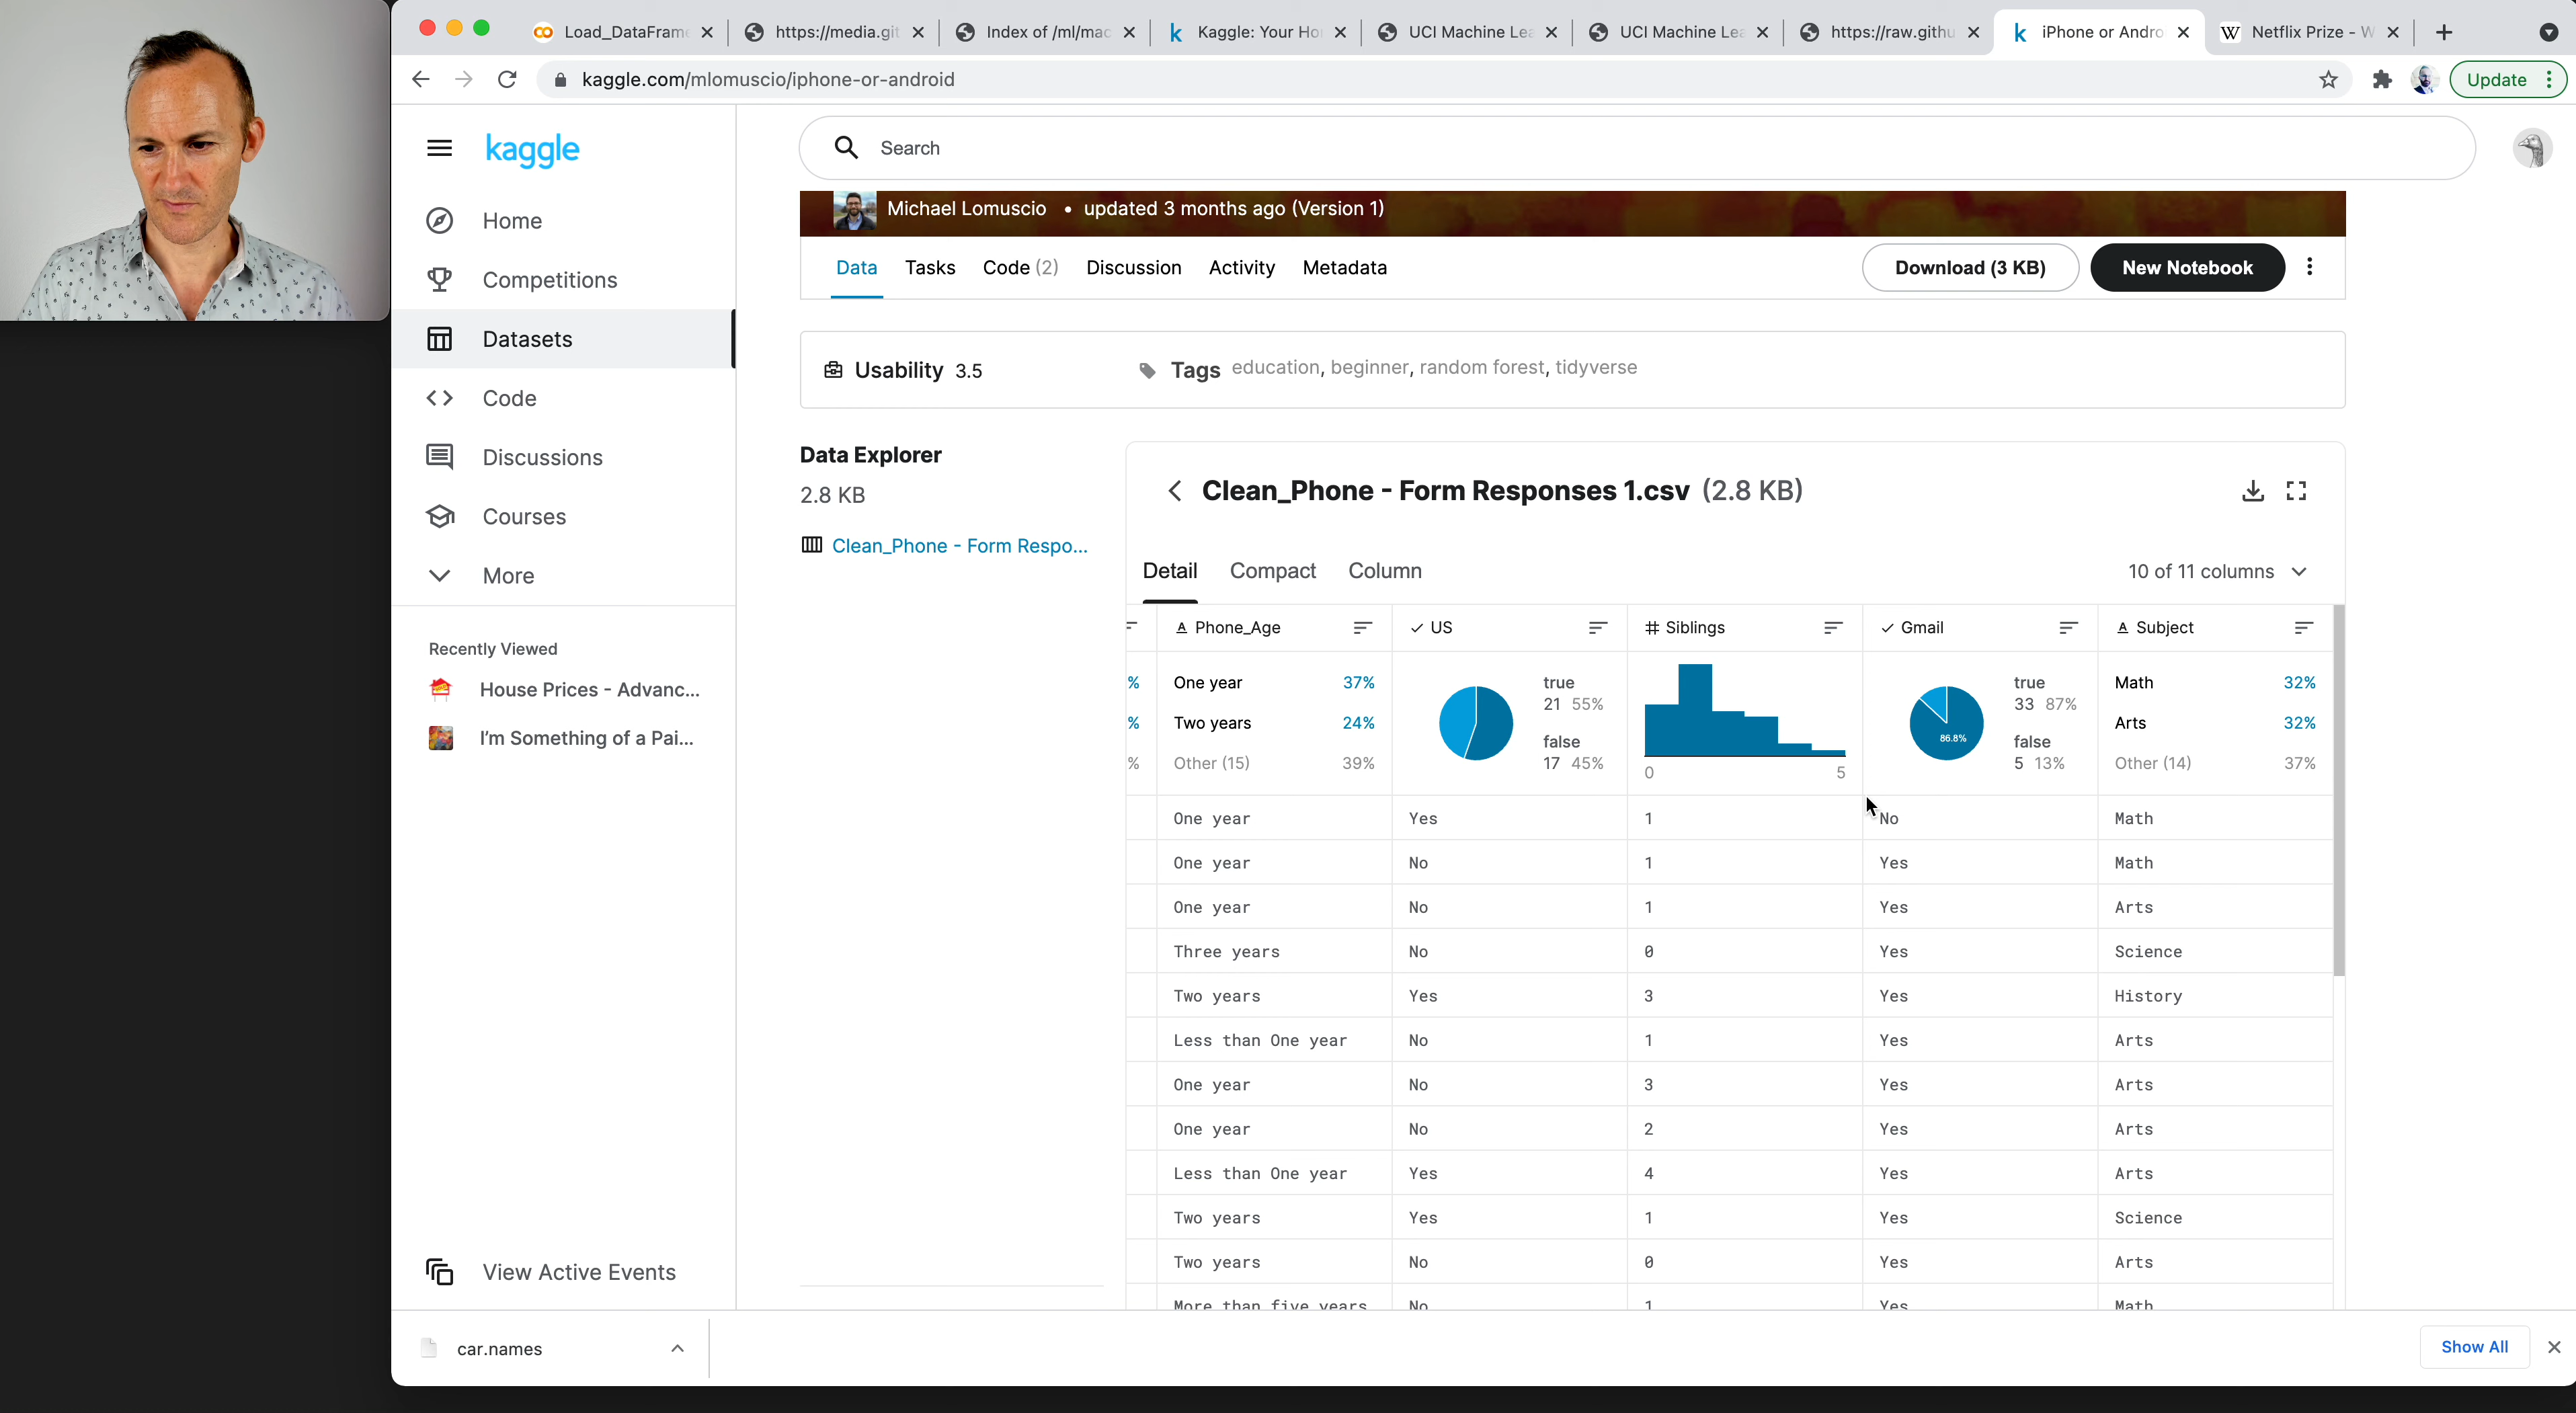 Load_DataFrame
https://media.git
Index of /ml/mac
Kaggle: Your Ho
UCI Machine Lea
UCI Machine Lea
https://raw.githu
iPhone or Andro
Netflix Prize - W
kaggle.com/mlomuscio/iphone-or-android
Update
kaggle
Search
Home
Competitions
Datasets
Code
Discussions
Courses
More
Recently Viewed
House Prices - Advanc...
I'm Something of a Pai...
View Active Events
Michael Lomuscio • updated 3 months ago (Version 1)
Data Tasks Code (2) Discussion Activity Metadata
Download (3 KB) New Notebook
Usability 3.5 Tags education, beginner, random forest, tidyverse
Data Explorer
2.8 KB
Clean_Phone - Form Respo...
Clean_Phone - Form Responses 1.csv (2.8 KB)
Detail Compact Column 10 of 11 columns
A Phone_Age US # Siblings Gmail A Subject
% One year 37% true true Math 32%
21 55% 33 87%
% Two years 24% Arts 32%
86.8%
false false
% Other (15) 39% 17 45% 5 13% Other (14) 37%
0 5
One year Yes 1 No Math
One year No 1 Yes Math
One year No 1 Yes Arts
Three years No 0 Yes Science
Two years Yes 3 Yes History
Less than One year No 1 Yes Arts
One year No 3 Yes Arts
One year No 2 Yes Arts
Less than One year Yes 4 Yes Arts
Two years Yes 1 Yes Science
Two years No 0 Yes Arts
More than five years No 1 Yes Math
car.names
Show All